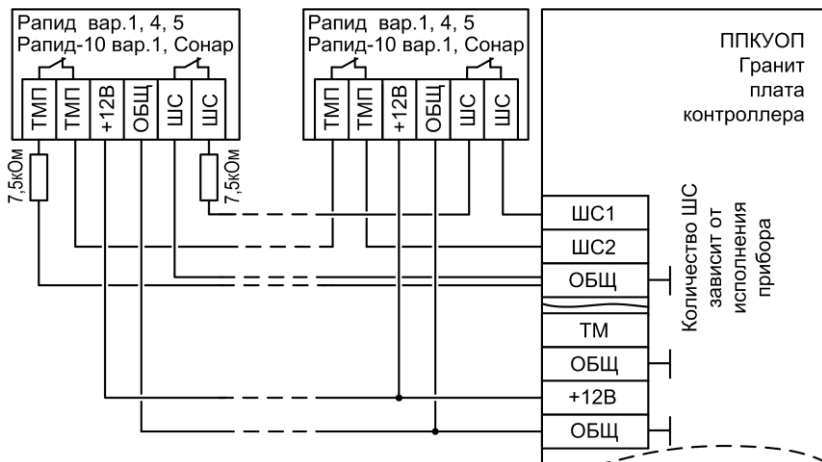 Рапид вар.1, 4, 5
Рапид-10 вар.1, Сонар
ТМП
ТМП
+12В
ОБЩ
ШС
ШС
7,5кОм
7,5кОм
Рапид вар.1, 4, 5
Рапид-10 вар.1, Сонар
ТМП
ТМП
+12В
ОБЩ
ШС
ШС
ППКУОП
Гранит
плата
контроллера
ШС1
ШС2
ОБЩ
ТМ
ОБЩ
+12В
ОБЩ
Количество ШС
зависит от
исполнения
прибора